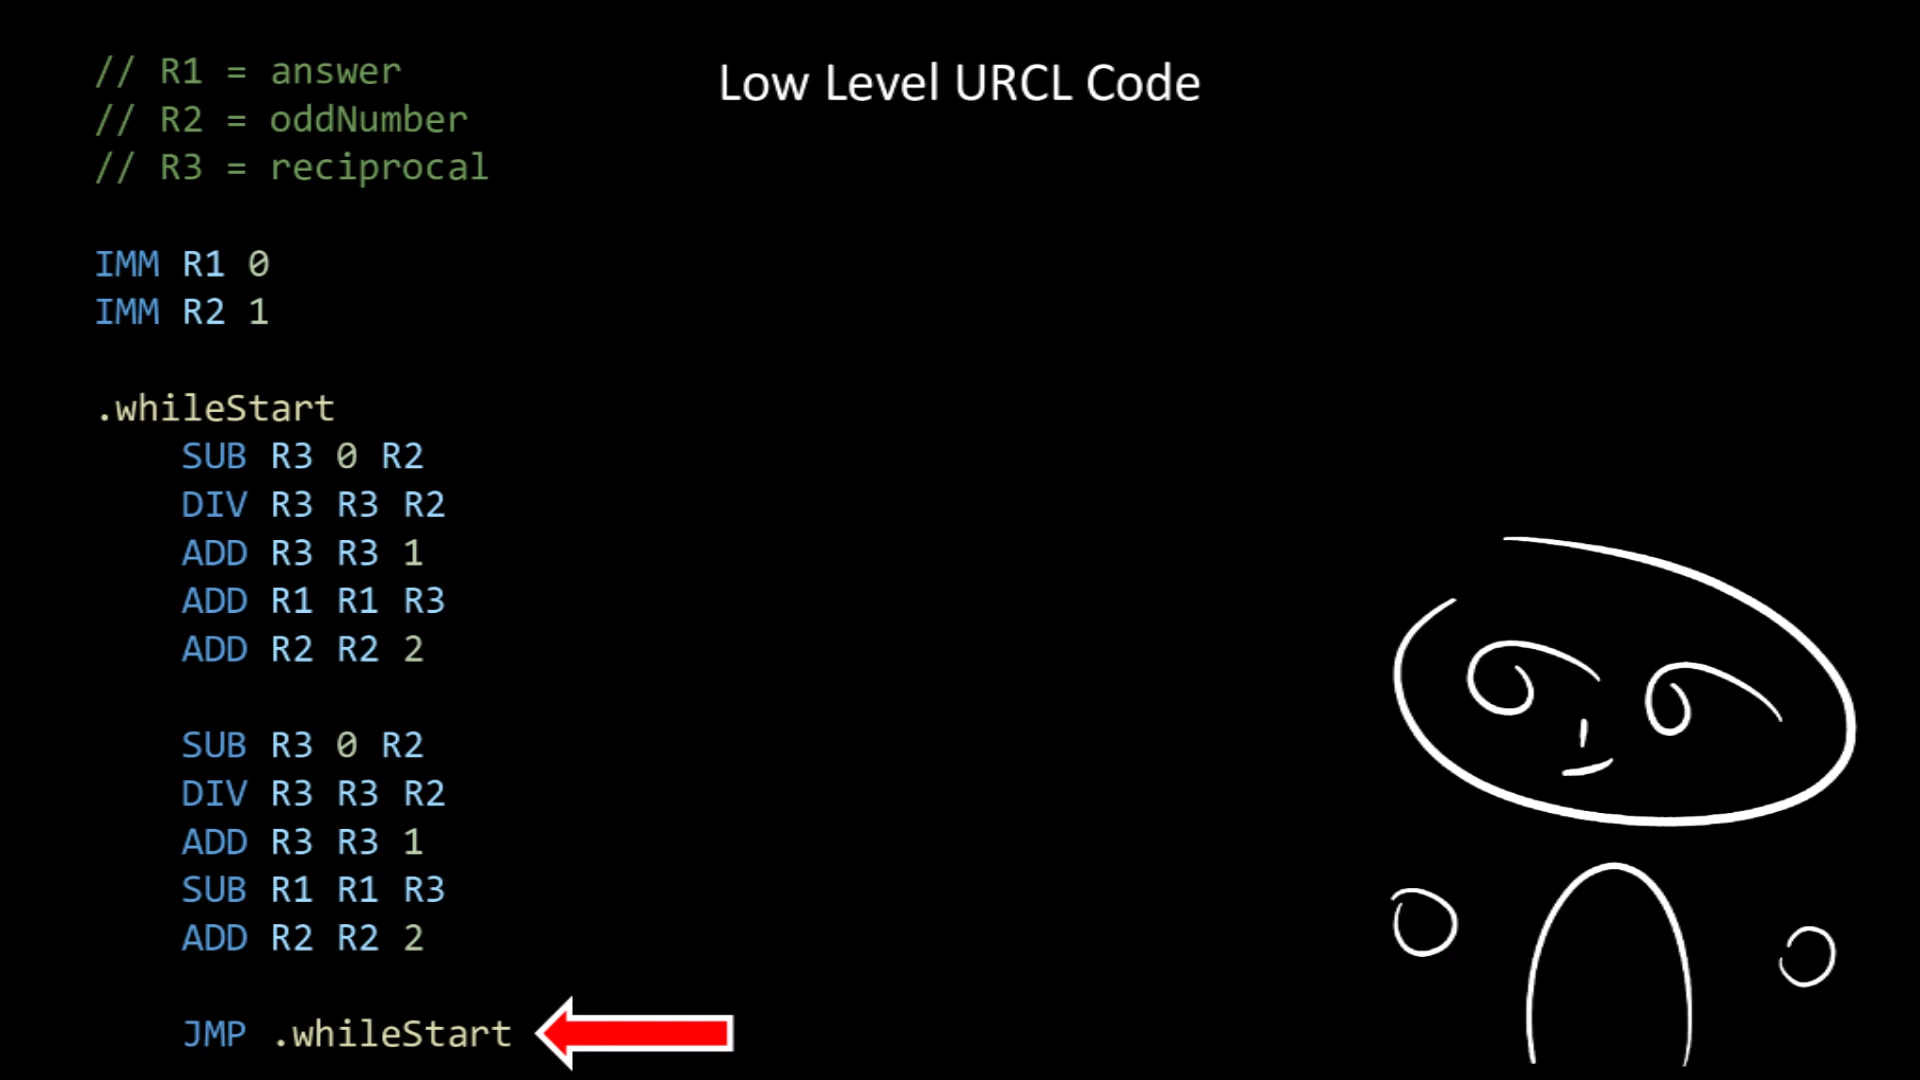 // R1 = answer
// R2 = oddNumber
// R3 = reciprocal
Low Level URCL Code
IMM R1 0
IMM R2 1
.whileStart
SUB R3 0 R2
DIV R3 R3 R2
ADD R3 R3 1
ADD R1 R1 R3
ADD R2 R2 2
SUB R3 0 R2
DIV R3 R3 R2
ADD R3 R3 1
SUB R1 R1 R3
ADD R2 R2 2
JMP .whileStart